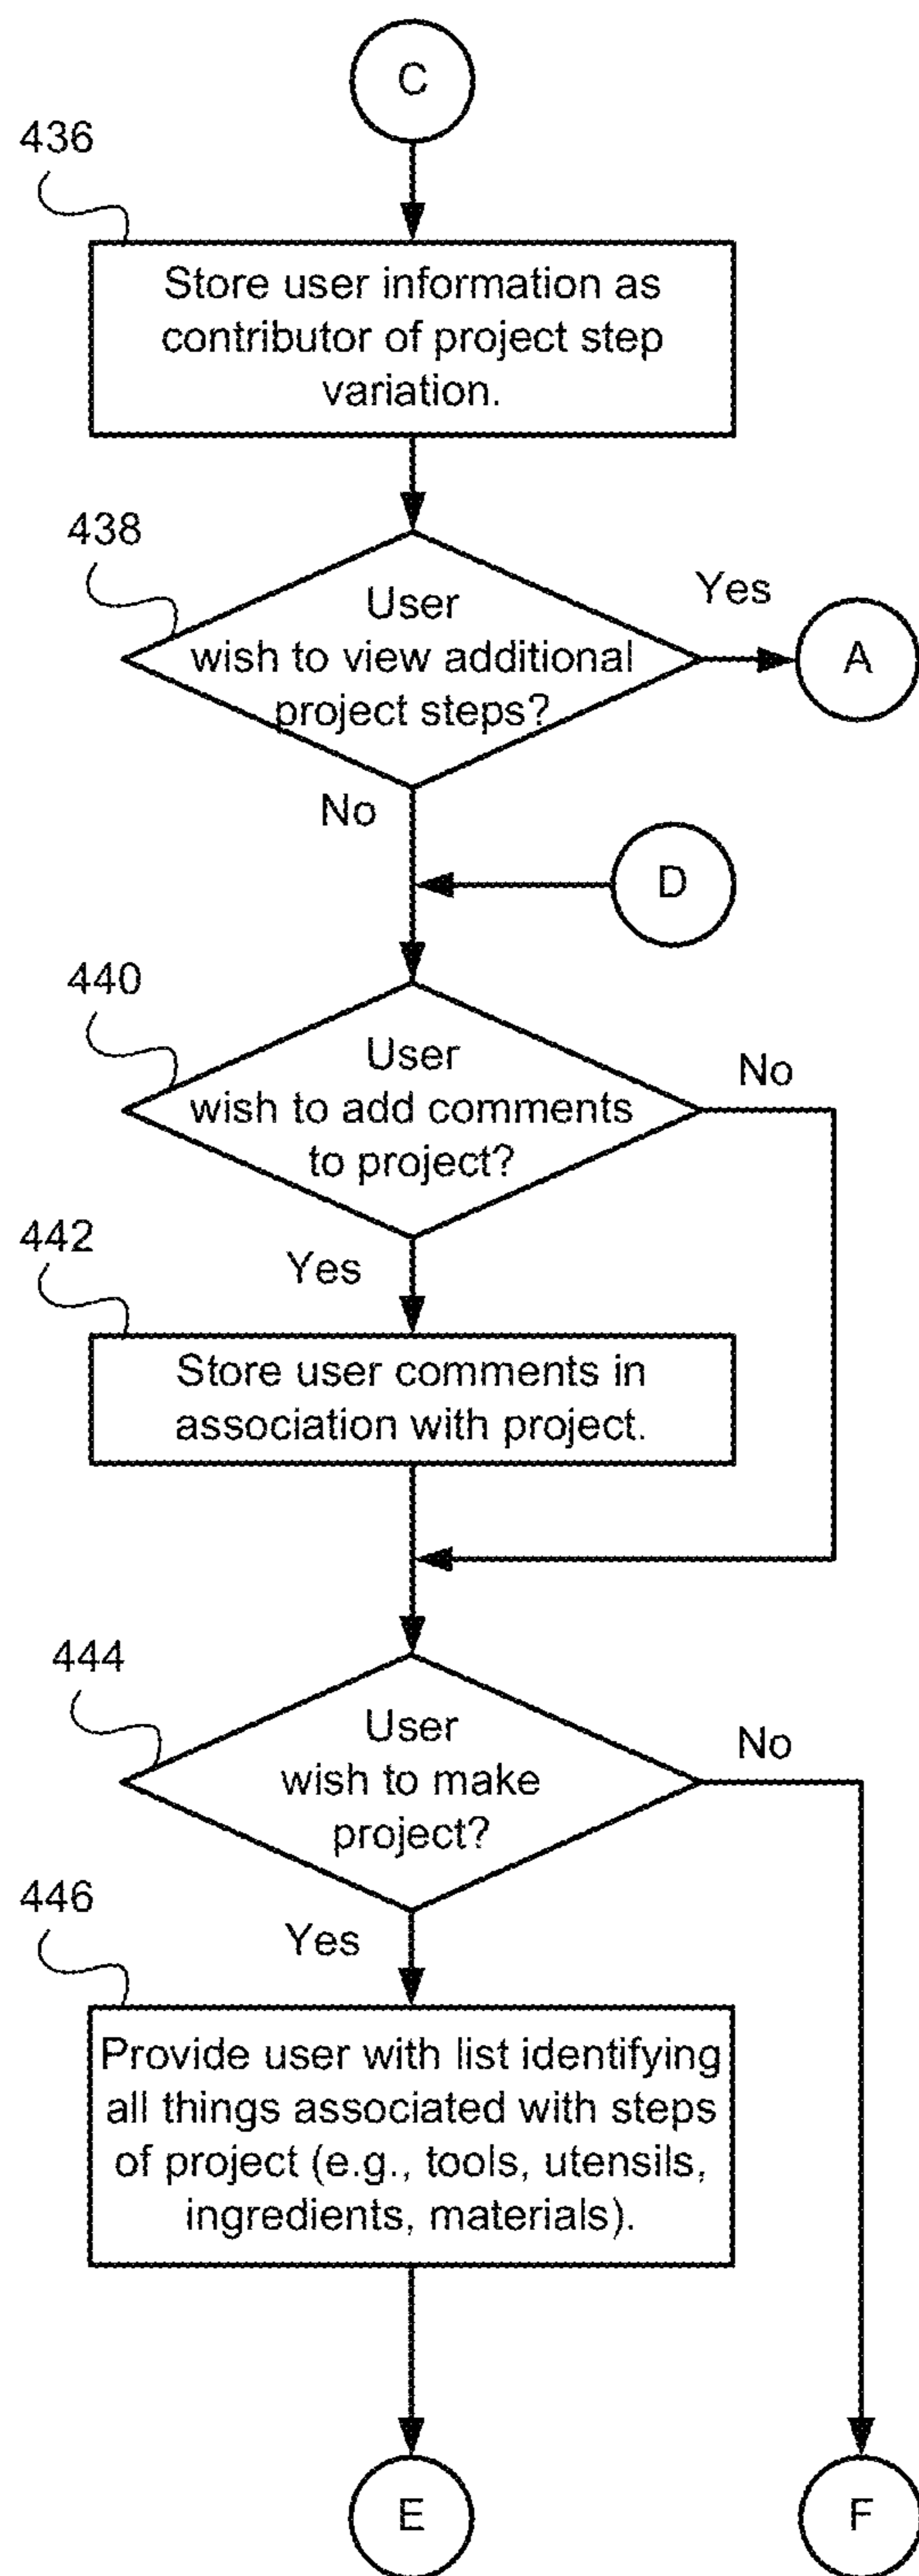 C
436
Store user information as
contributor of project step
variation.
438
User
wish to view additional
project steps?
Yes
A
No
D
440
User
wish to add comments
to project?
No
442
Yes
Store user comments in
association with project.
444
User
wish to make
project?
No
446
Yes
Provide user with list identifying
all things associated with steps
of project (e.g., tools, utensils,
ingredients, materials).
E
F